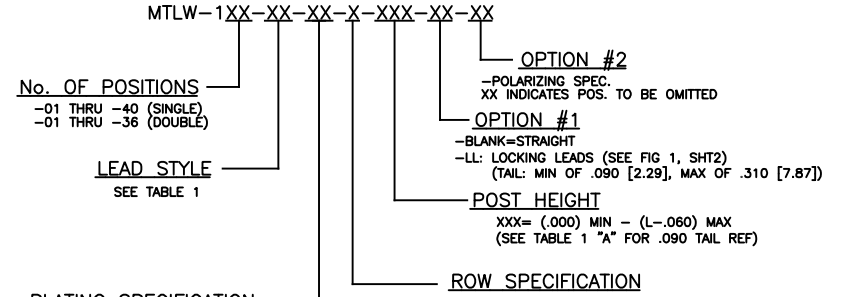 MTLW-1XX-XX-XX-X-XXX-XX-XX
OPTION #2
-POLARIZING SPEC.
XX INDICATES POS. TO BE OMITTED
No. OF POSITIONS
-01 THRU -40 (SINGLE)
-01 THRU -36 (DOUBLE)
OPTION #1
-BLANK=STRAIGHT
-LL: LOCKING LEADS (SEE FIG 1, SHT2)
(TAIL: MIN OF .090 [2.29], MAX OF .310 [7.87])
LEAD STYLE
SEE TABLE 1
POST HEIGHT
XXX= (.000) MIN - (L-.060) MAX
(SEE TABLE 1 "A" FOR .090 TAIL REF)
ROW SPECIFICATION
PLATING SPECIFICATION